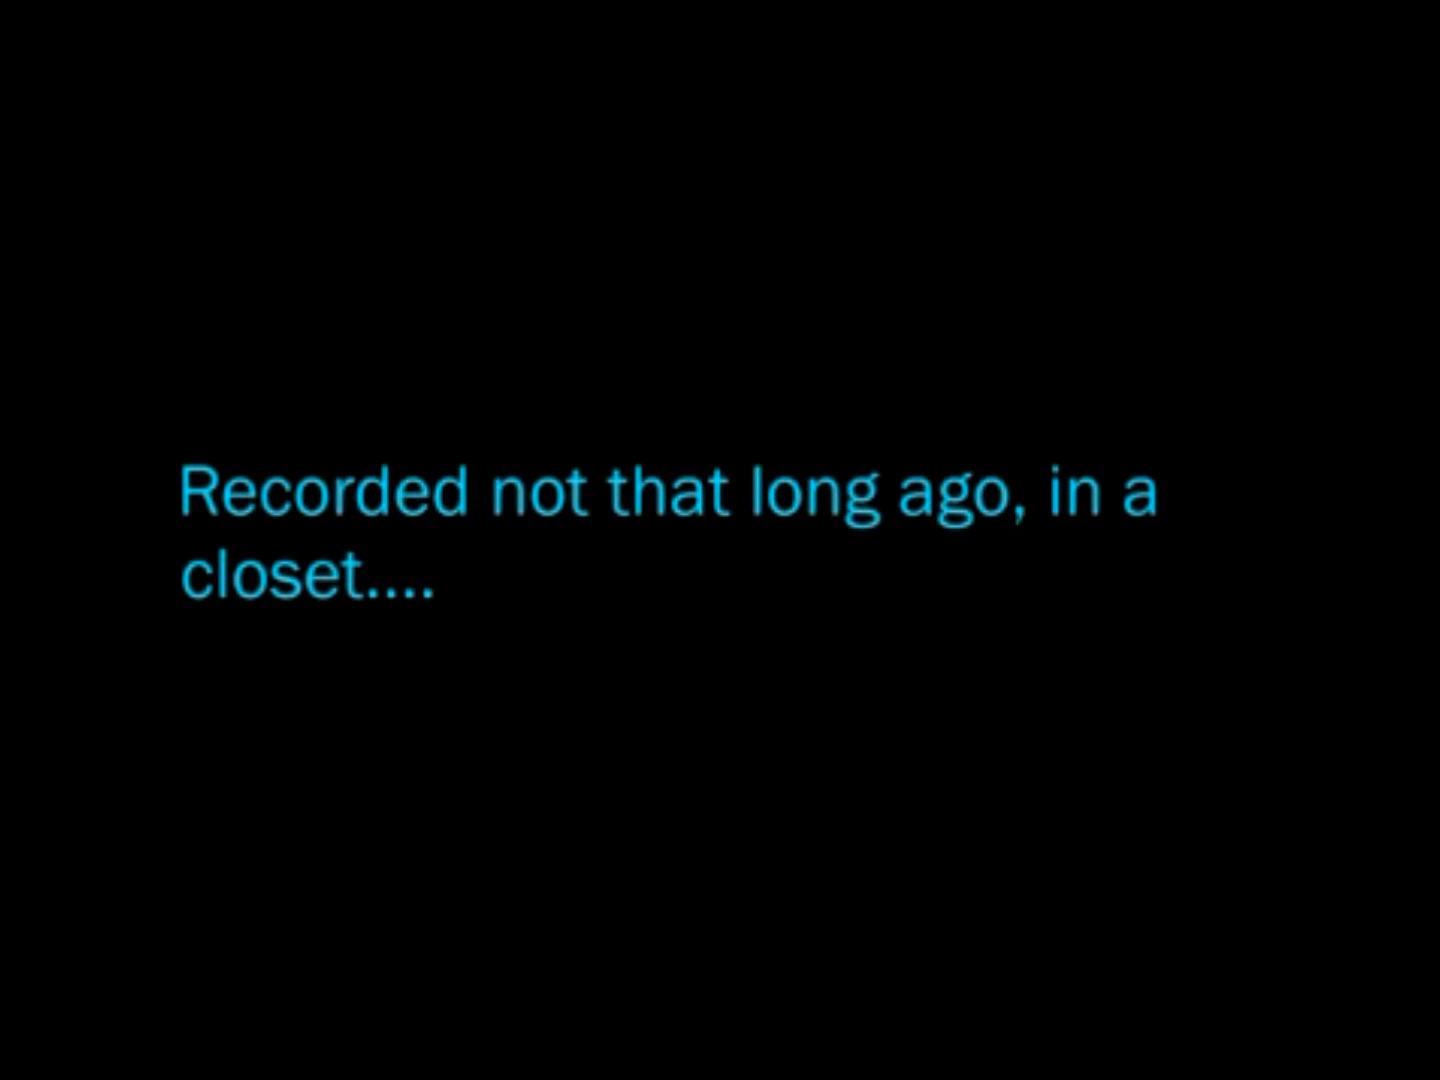 Recorded not that long ago, in a
closet....